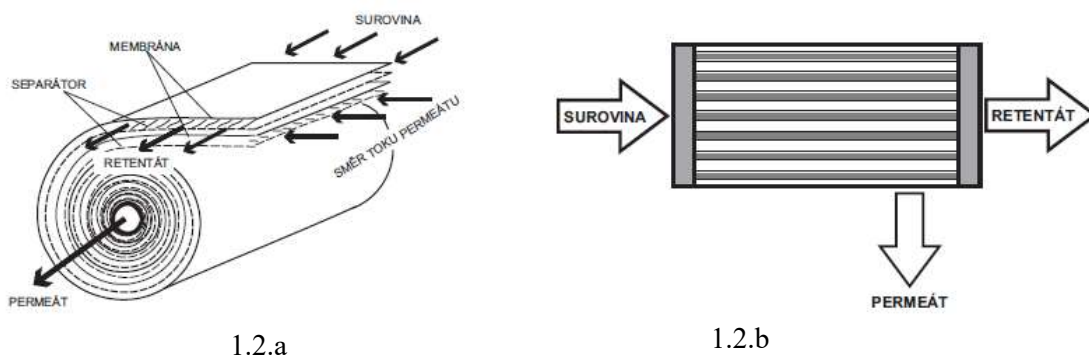 SUROVINA
MEMBRÁNA
SEPARÁTOR
RETENTÁT
SMĚR TOKU PERMEÁTU
PERMEÁT
1.2.a
SUROVINA
RETENTÁT
PERMEÁT
1.2.b